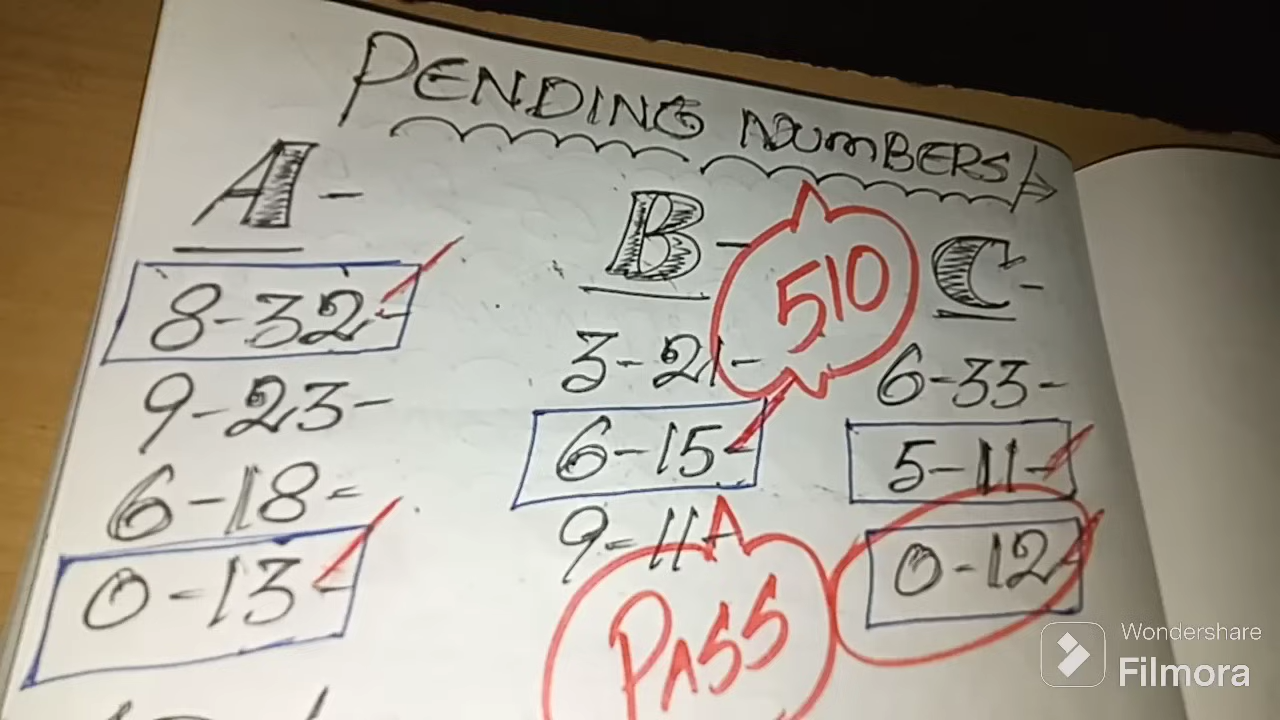 PENDING NUMBERS
A-
8-32-
9-23-
6-18-
0-13-
B-
3-21-
6-15-
9-11-
510
C-
6-33-
5-11-
0-12-
PASS
Wondershare
Filmora